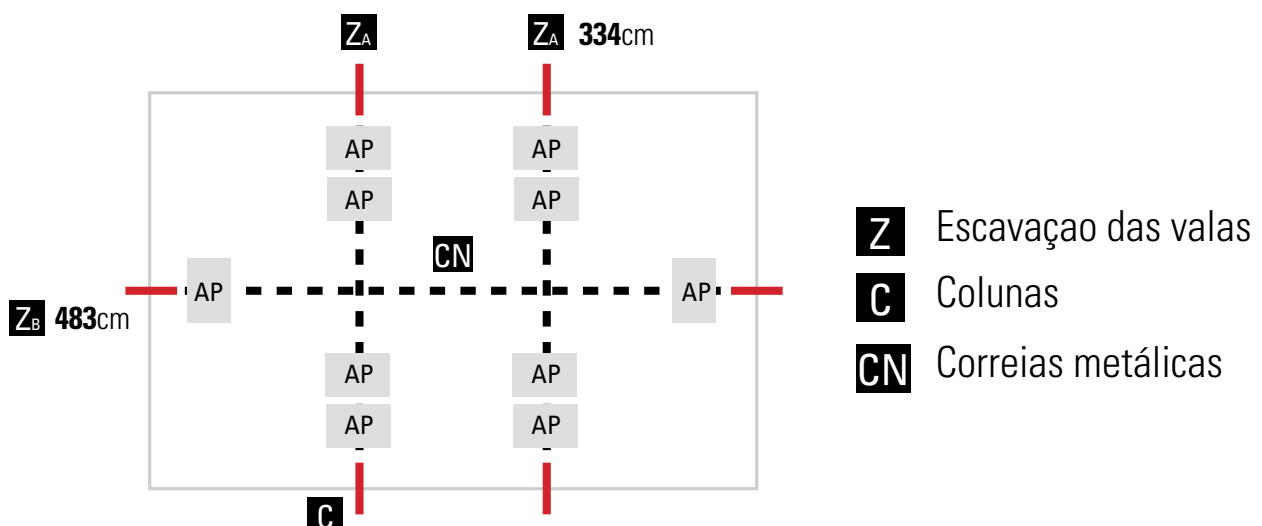 ZA ZA 334cm
AP AP
AP AP
Z Escavaçao das valas
CN
AP AP
C Colunas
ZB 483cm
CN Correias metálicas
AP AP
AP AP
C